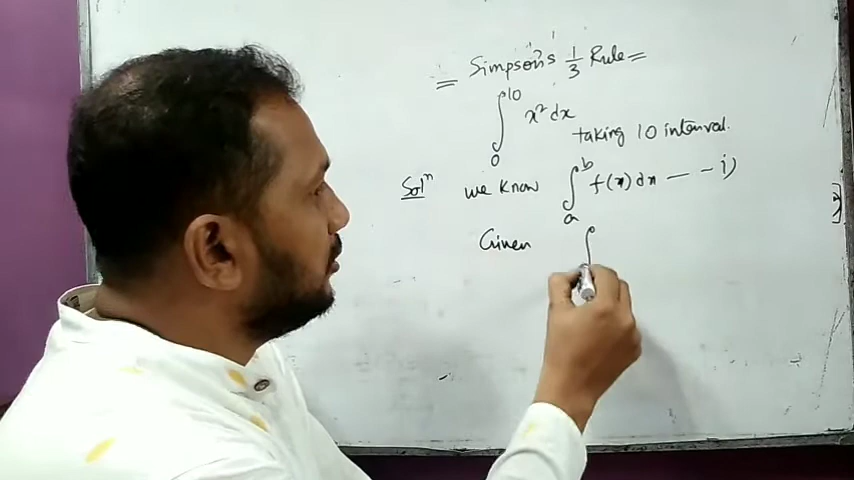 = Simpson's 1/3 Rule =
∫₀¹⁰ x² dx taking 10 interval.
Solⁿ we know ∫ₐᵇ f(x) dx — - i)
Given ∫